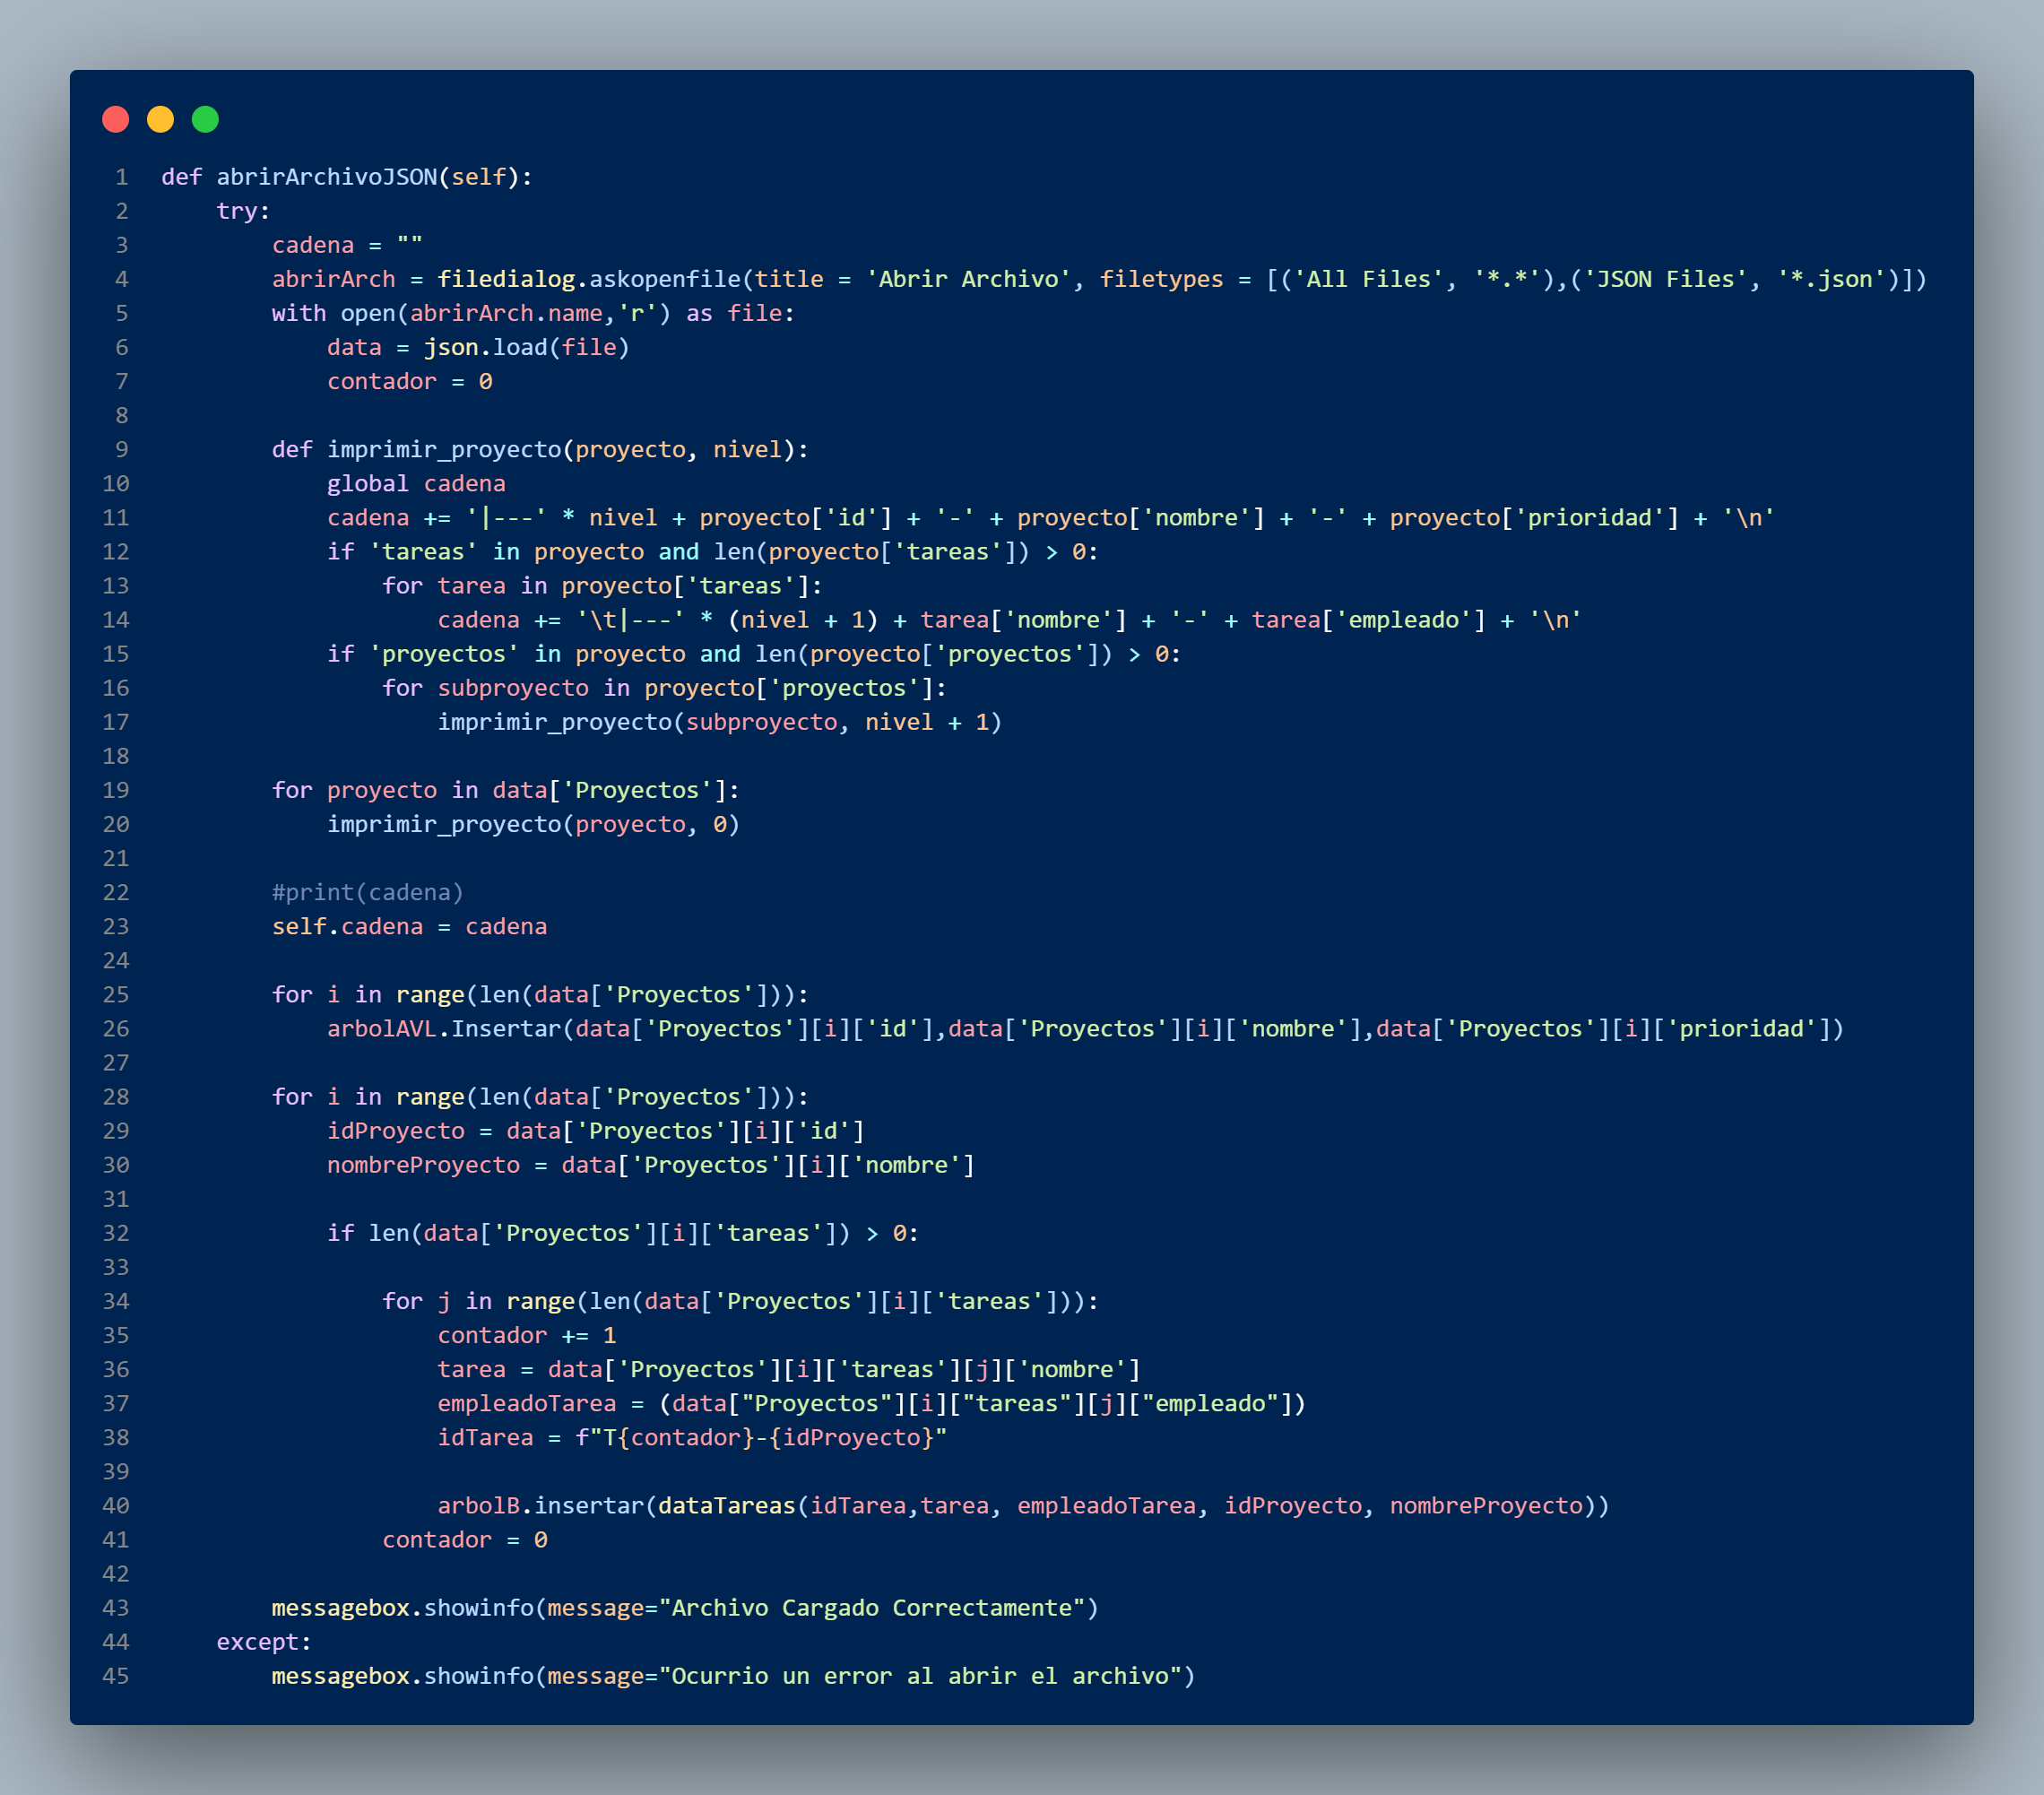 1 def abrirArchivoJSON(self):
2     try:
3         cadena = ""
4         abrirArch = filedialog.askopenfile(title = 'Abrir Archivo', filetypes = [('All Files', '*.*'),('JSON Files', '*.json')])
5         with open(abrirArch.name,'r') as file:
6             data = json.load(file)
7             contador = 0
8
9         def imprimir_proyecto(proyecto, nivel):
10             global cadena
11             cadena += '|---' * nivel + proyecto['id'] + '-' + proyecto['nombre'] + '-' + proyecto['prioridad'] + '\n'
12             if 'tareas' in proyecto and len(proyecto['tareas']) > 0:
13                 for tarea in proyecto['tareas']:
14                     cadena += '\t|---' * (nivel + 1) + tarea['nombre'] + '-' + tarea['empleado'] + '\n'
15             if 'proyectos' in proyecto and len(proyecto['proyectos']) > 0:
16                 for subproyecto in proyecto['proyectos']:
17                     imprimir_proyecto(subproyecto, nivel + 1)
18
19         for proyecto in data['Proyectos']:
20             imprimir_proyecto(proyecto, 0)
21
22         #print(cadena)
23         self.cadena = cadena
24
25         for i in range(len(data['Proyectos'])):
26             arbolAVL.Insertar(data['Proyectos'][i]['id'],data['Proyectos'][i]['nombre'],data['Proyectos'][i]['prioridad'])
27
28         for i in range(len(data['Proyectos'])):
29             idProyecto = data['Proyectos'][i]['id']
30             nombreProyecto = data['Proyectos'][i]['nombre']
31
32             if len(data['Proyectos'][i]['tareas']) > 0:
33
34                 for j in range(len(data['Proyectos'][i]['tareas'])):
35                     contador += 1
36                     tarea = data['Proyectos'][i]['tareas'][j]['nombre']
37                     empleadoTarea = (data["Proyectos"][i]["tareas"][j]["empleado"])
38                     idTarea = f"T{contador}-{idProyecto}"
39
40                     arbolB.insertar(dataTareas(idTarea,tarea, empleadoTarea, idProyecto, nombreProyecto))
41                 contador = 0
42
43         messagebox.showinfo(message="Archivo Cargado Correctamente")
44     except:
45         messagebox.showinfo(message="Ocurrio un error al abrir el archivo")